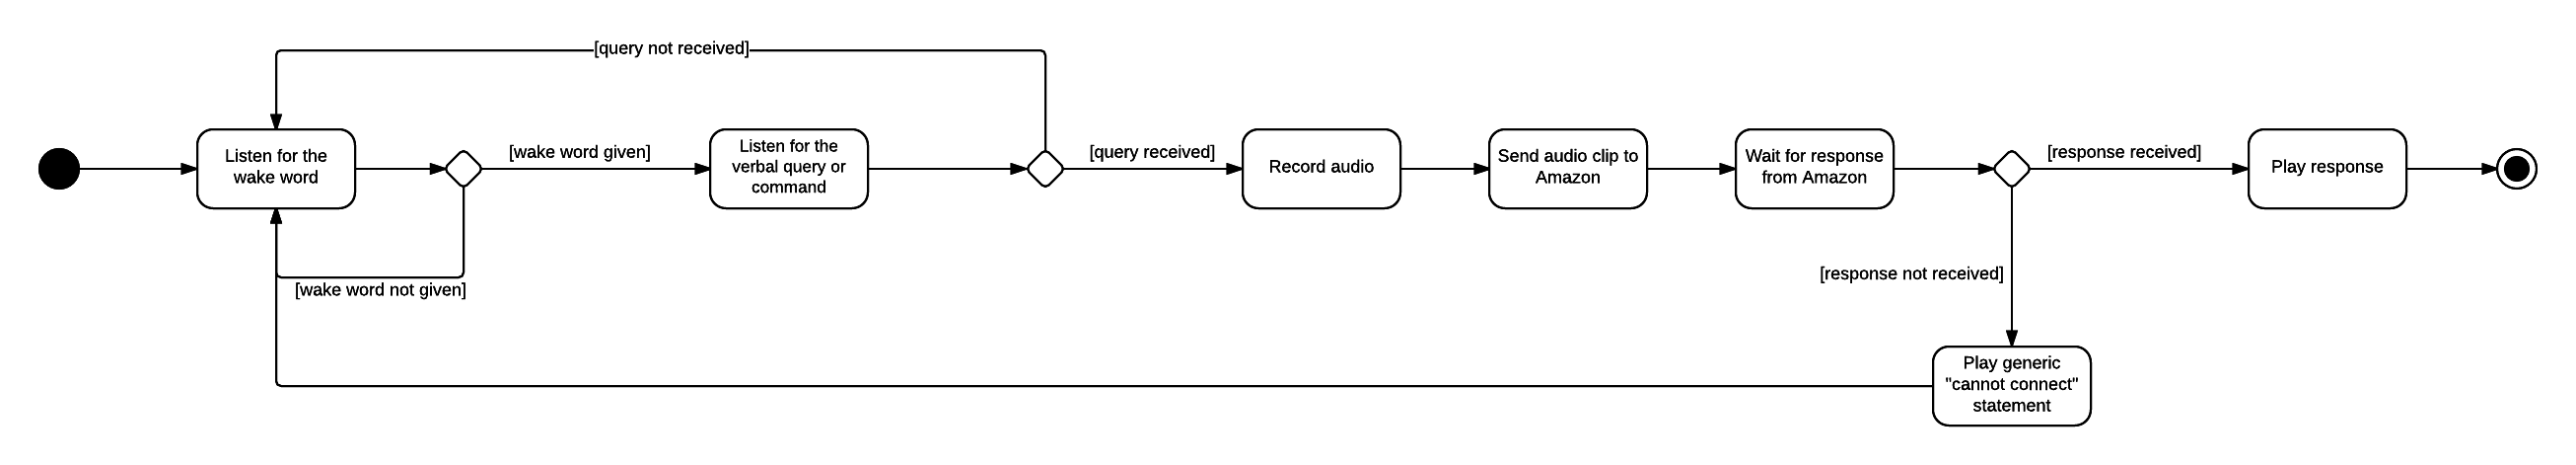 [query not received]
Listen for the
wake word
[wake word given]
Listen for the
verbal query or
command
[query received]
Record audio
Send audio clip to
Amazon
Wait for response
from Amazon
[response received]
Play response
[wake word not given]
[response not received]
Play generic
"cannot connect"
statement